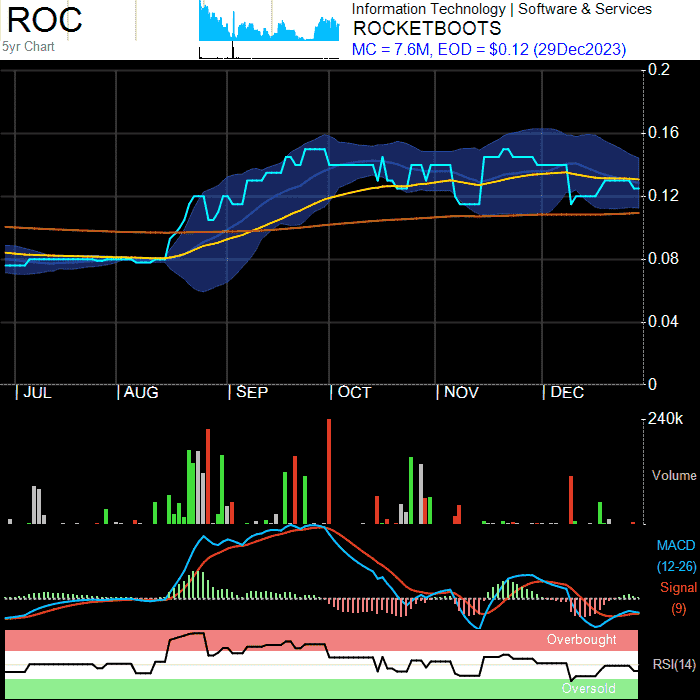 ROC
5yr Chart
Information Technology | Software & Services
ROCKETBOOTS
MC = 7.6M, EOD = $0.12 (29Dec2023)
0.2
0.16
0.12
0.08
0.04
0
| JUL | AUG | SEP | OCT | NOV | DEC
240k
Volume
MACD
(12-26)
Signal
(9)
Overbought
RSI(14)
Oversold